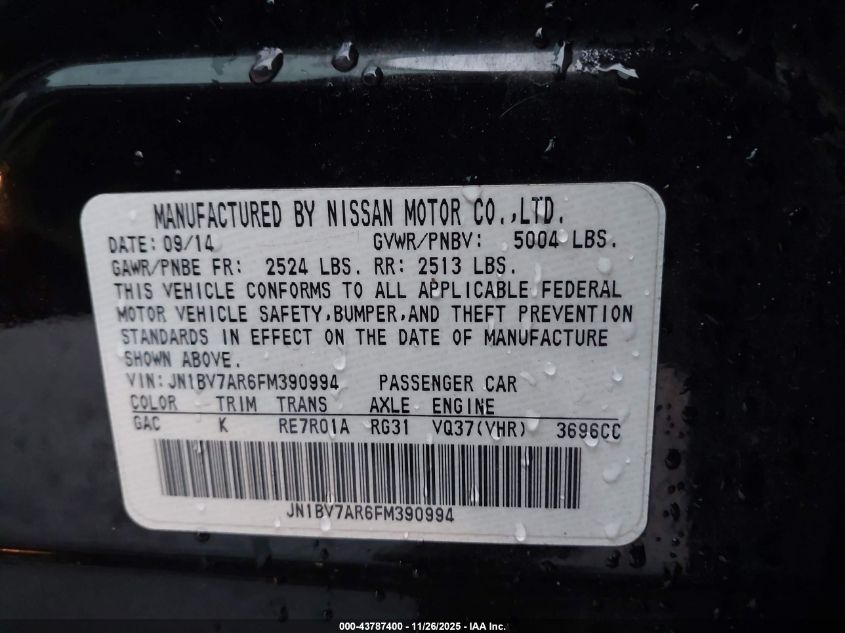 MANUFACTURED BY NISSAN MOTOR CO.,LTD.
DATE: 09/14 GVWR/PNBV: 5004 LBS.
GAWR/PNBE FR: 2524 LBS. RR: 2513 LBS.
THIS VEHICLE CONFORMS TO ALL APPLICABLE FEDERAL
MOTOR VEHICLE SAFETY,BUMPER,AND THEFT PREVENTION
STANDARDS IN EFFECT ON THE DATE OF MANUFACTURE
SHOWN ABOVE.
VIN:JN1BV7AR6FM390994 PASSENGER CAR
COLOR TRIM TRANS AXLE ENGINE
GAC K RE7R01A RG31 VQ37(VHR) 3696CC
JN1BV7AR6FM390994
000-43787400 - 11/26/2025 - IAA Inc.